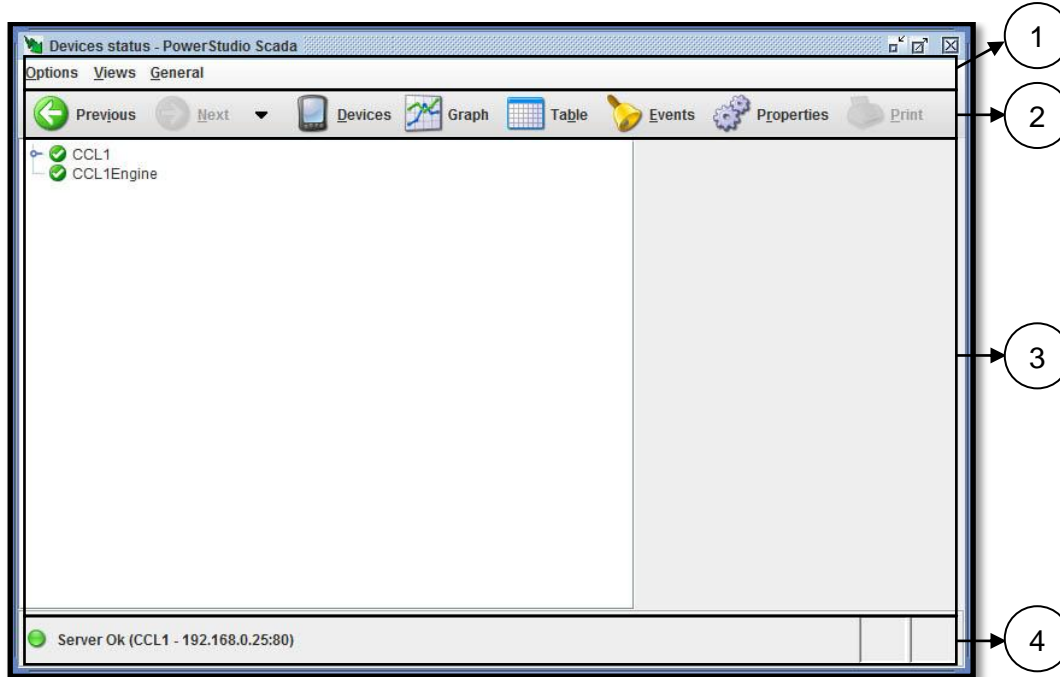 Devices status - PowerStudio Scada
Options Views General
Previous Next Devices Graph Table Events Properties Print
CCL1
CCL1Engine
Server Ok (CCL1 - 192.168.0.25:80)
1
2
3
4